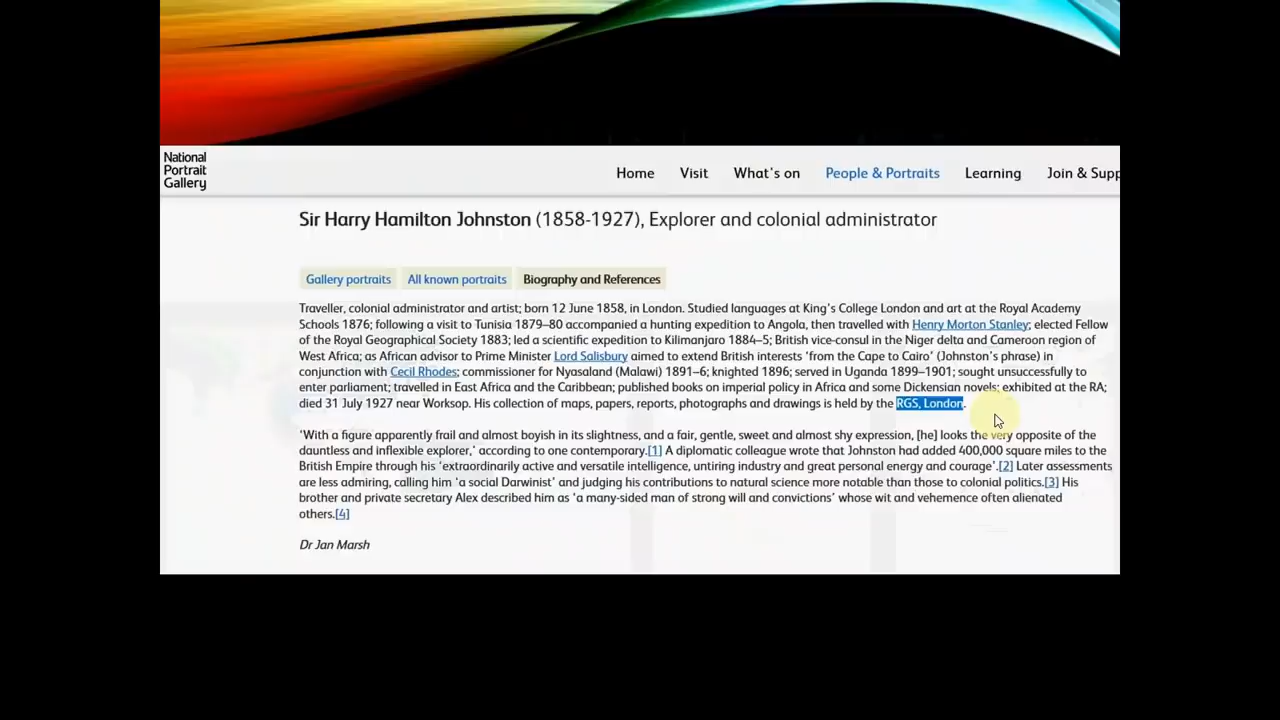 National
Portrait
Gallery
Home Visit What's on People & Portraits Learning Join & Supp
Sir Harry Hamilton Johnston (1858-1927), Explorer and colonial administrator
Gallery portraits All known portraits Biography and References
Traveller, colonial administrator and artist; born 12 June 1858, in London. Studied languages at King's College London and art at the Royal Academy
Schools 1876; following a visit to Tunisia 1879–80 accompanied a hunting expedition to Angola, then travelled with Henry Morton Stanley; elected Fellow
of the Royal Geographical Society 1883; led a scientific expedition to Kilimanjaro 1884–5; British vice-consul in the Niger delta and Cameroon region of
West Africa; as African advisor to Prime Minister Lord Salisbury aimed to extend British interests 'from the Cape to Cairo' (Johnston's phrase) in
conjunction with Cecil Rhodes; commissioner for Nyasaland (Malawi) 1891–6; knighted 1896; served in Uganda 1899–1901; sought unsuccessfully to
enter parliament; travelled in East Africa and the Caribbean; published books on imperial policy in Africa and some Dickensian novels; exhibited at the RA;
died 31 July 1927 near Worksop. His collection of maps, papers, reports, photographs and drawings is held by the RGS, London.
'With a figure apparently frail and almost boyish in its slightness, and a fair, gentle, sweet and almost shy expression, [he] looks the very opposite of the
dauntless and inflexible explorer,' according to one contemporary.[1] A diplomatic colleague wrote that Johnston had added 400,000 square miles to the
British Empire through his 'extraordinarily active and versatile intelligence, untiring industry and great personal energy and courage'.[2] Later assessments
are less admiring, calling him 'a social Darwinist' and judging his contributions to natural science more notable than those to colonial politics.[3] His
brother and private secretary Alex described him as 'a many-sided man of strong will and convictions' whose wit and vehemence often alienated
others.[4]
Dr Jan Marsh